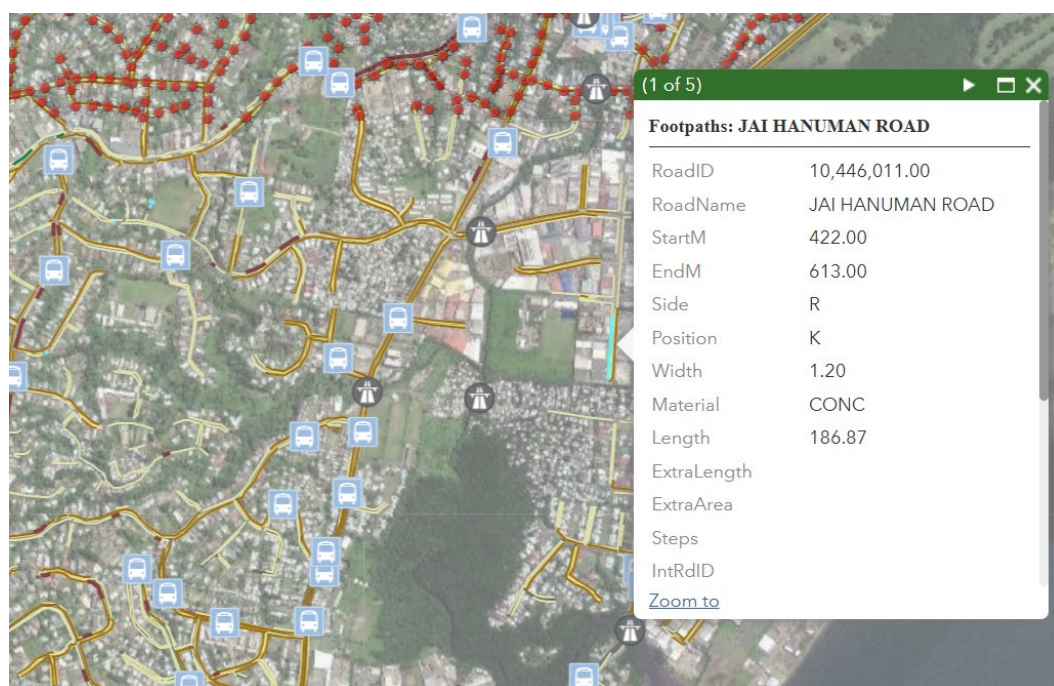 (1 of 5)
Footpaths: JAI HANUMAN ROAD
RoadID 10,446,011.00
RoadName JAI HANUMAN ROAD
StartM 422.00
EndM 613.00
Side R
Position K
Width 1.20
Material CONC
Length 186.87
ExtraLength
ExtraArea
Steps
IntRdID
Zoom to